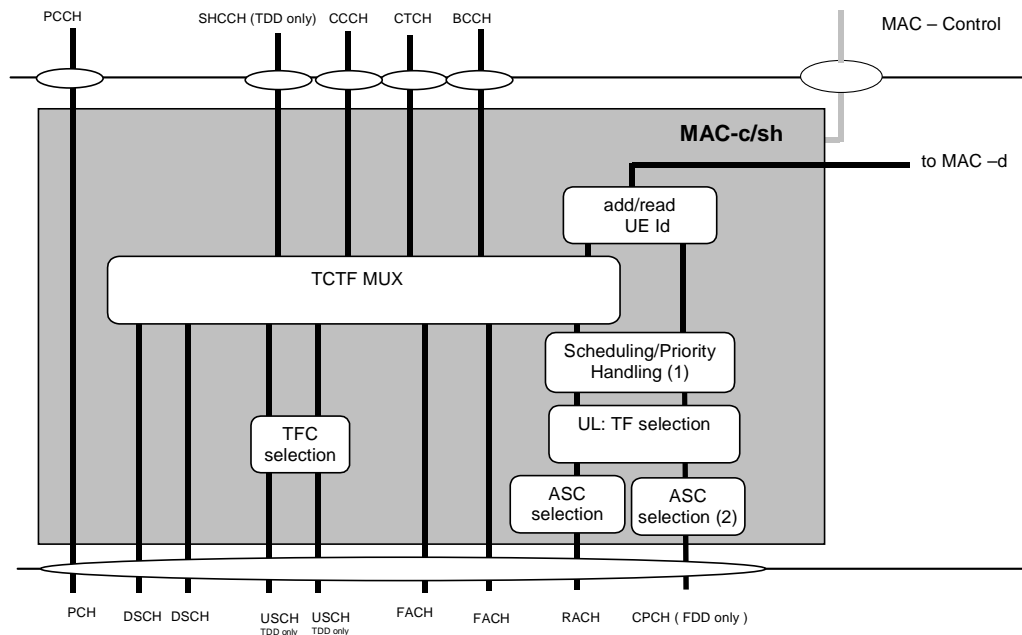 PCCH
SHCCH (TDD only)
CCCH
CTCH
BCCH
MAC – Control
MAC-c/sh
to MAC –d
add/read
UE Id
TCTF MUX
Scheduling/Priority
Handling (1)
UL: TF selection
TFC
selection
ASC
selection
ASC
selection (2)
PCH
DSCH
DSCH
USCH
TDD only
USCH
TDD only
FACH
FACH
RACH
CPCH ( FDD only )